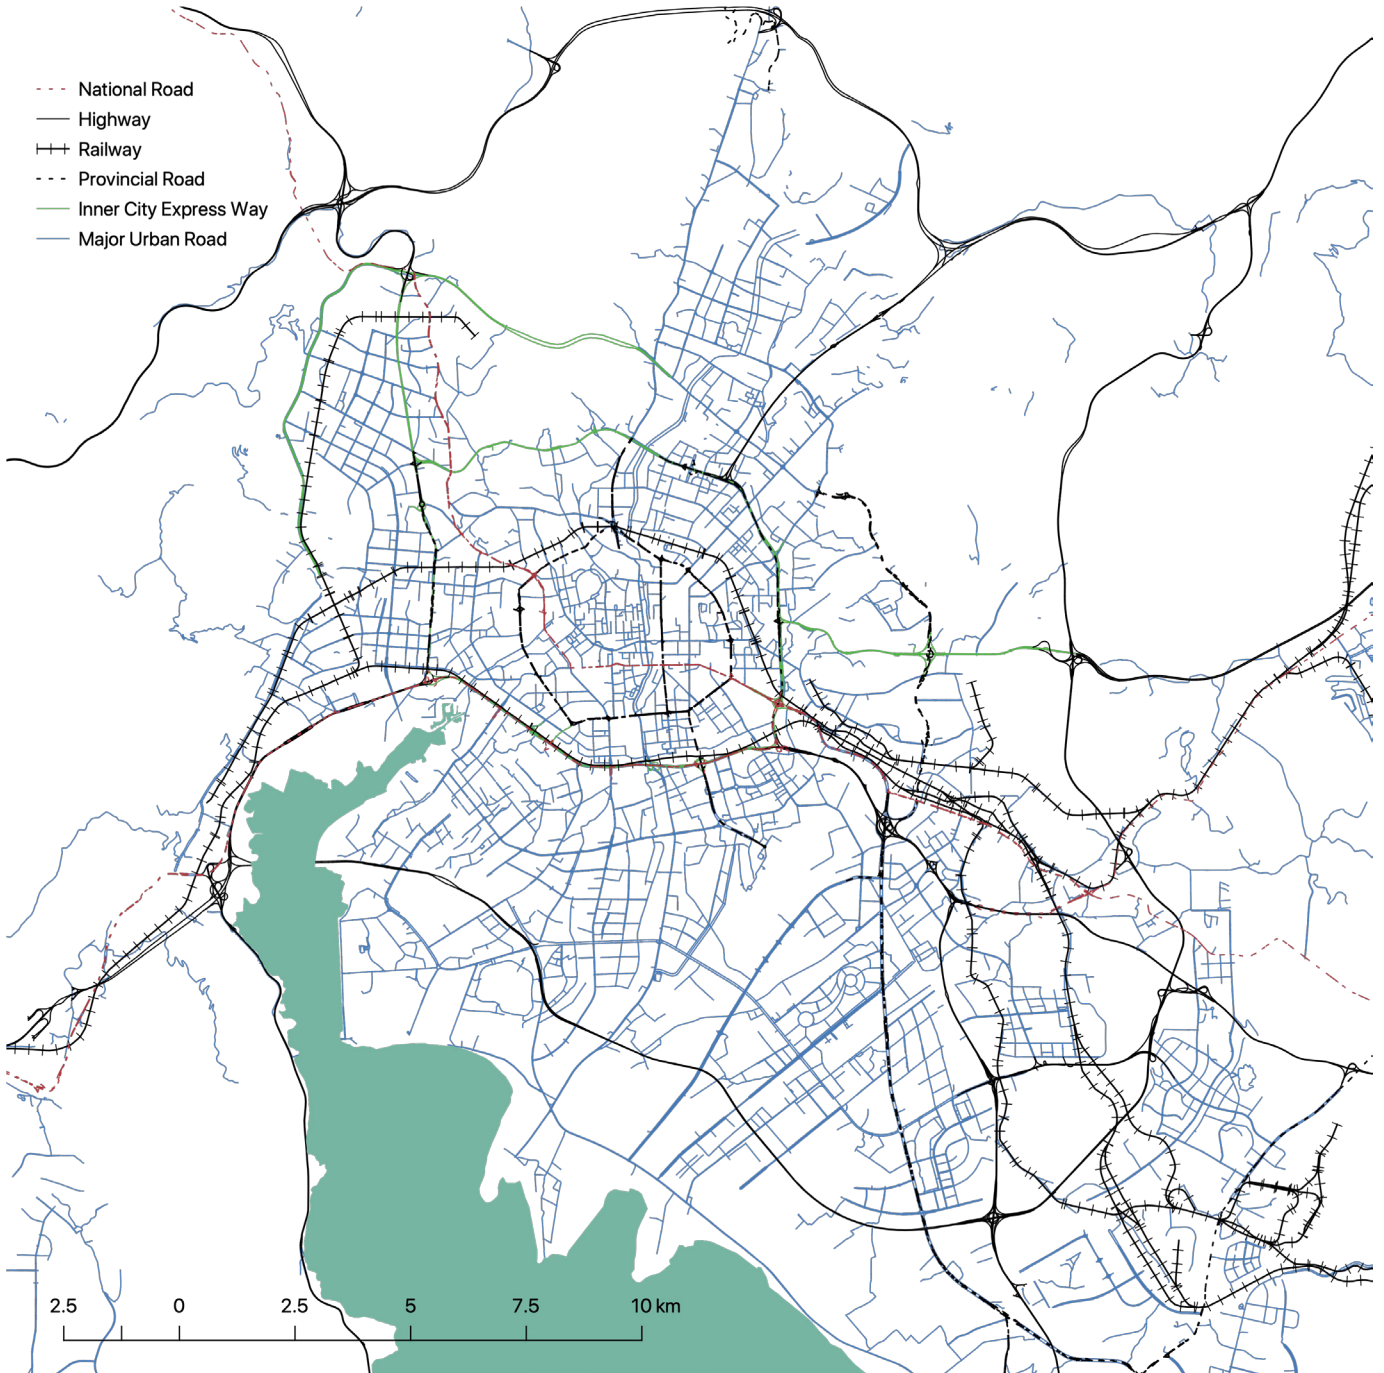 National Road
Highway
Railway
Provincial Road
Inner City Express Way
Major Urban Road
2.5 0 2.5 5 7.5 10 km